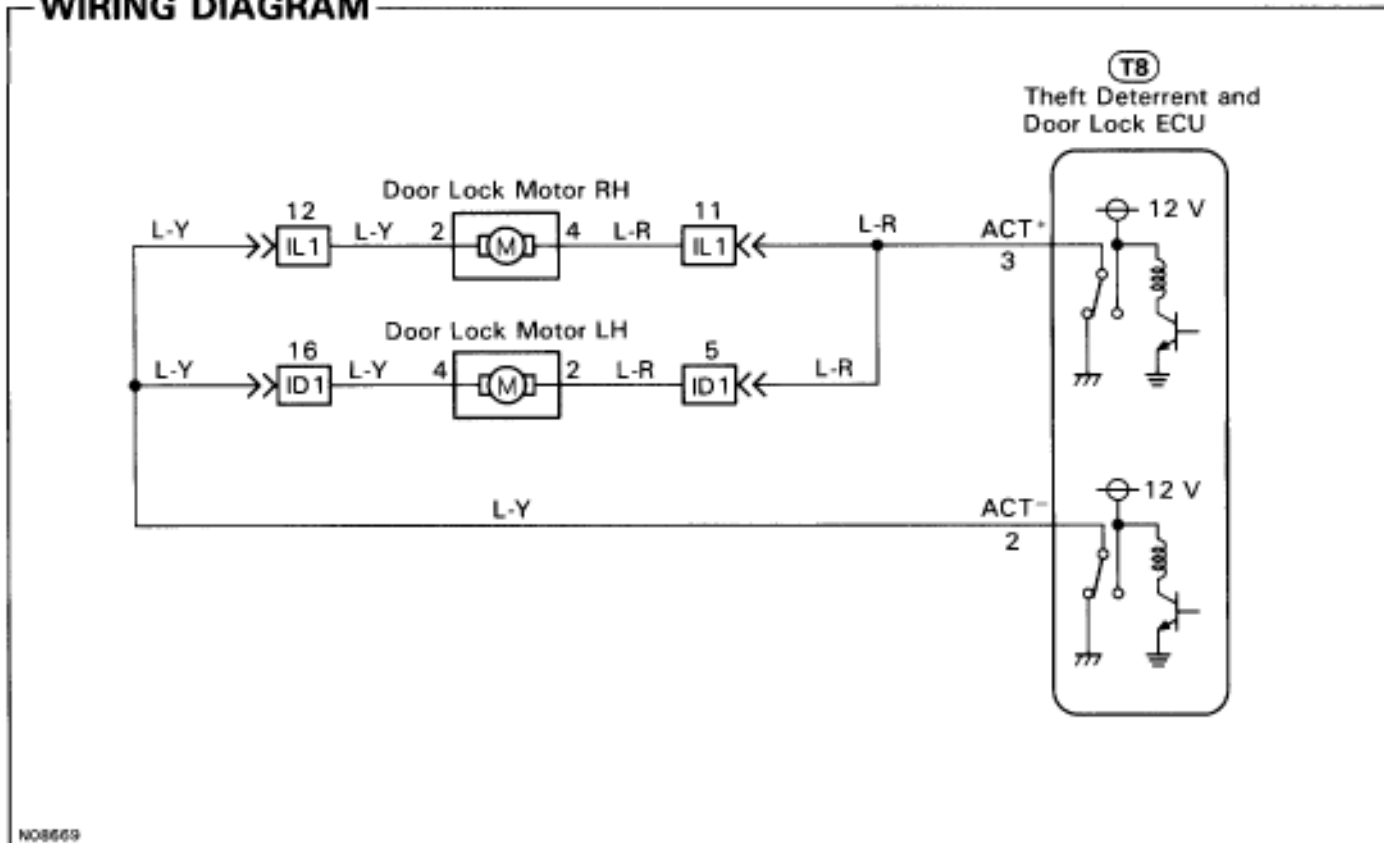 WIRING DIAGRAM
T8
Theft Deterrent and
Door Lock ECU
Door Lock Motor RH
12 V
12
11
L-Y
IL1
L-Y
2
M
4
L-R
IL1
L-R
ACT+
3
Door Lock Motor LH
16
5
L-Y
ID1
L-Y
4
M
2
L-R
ID1
L-R
12 V
L-Y
ACT-
2
N08669